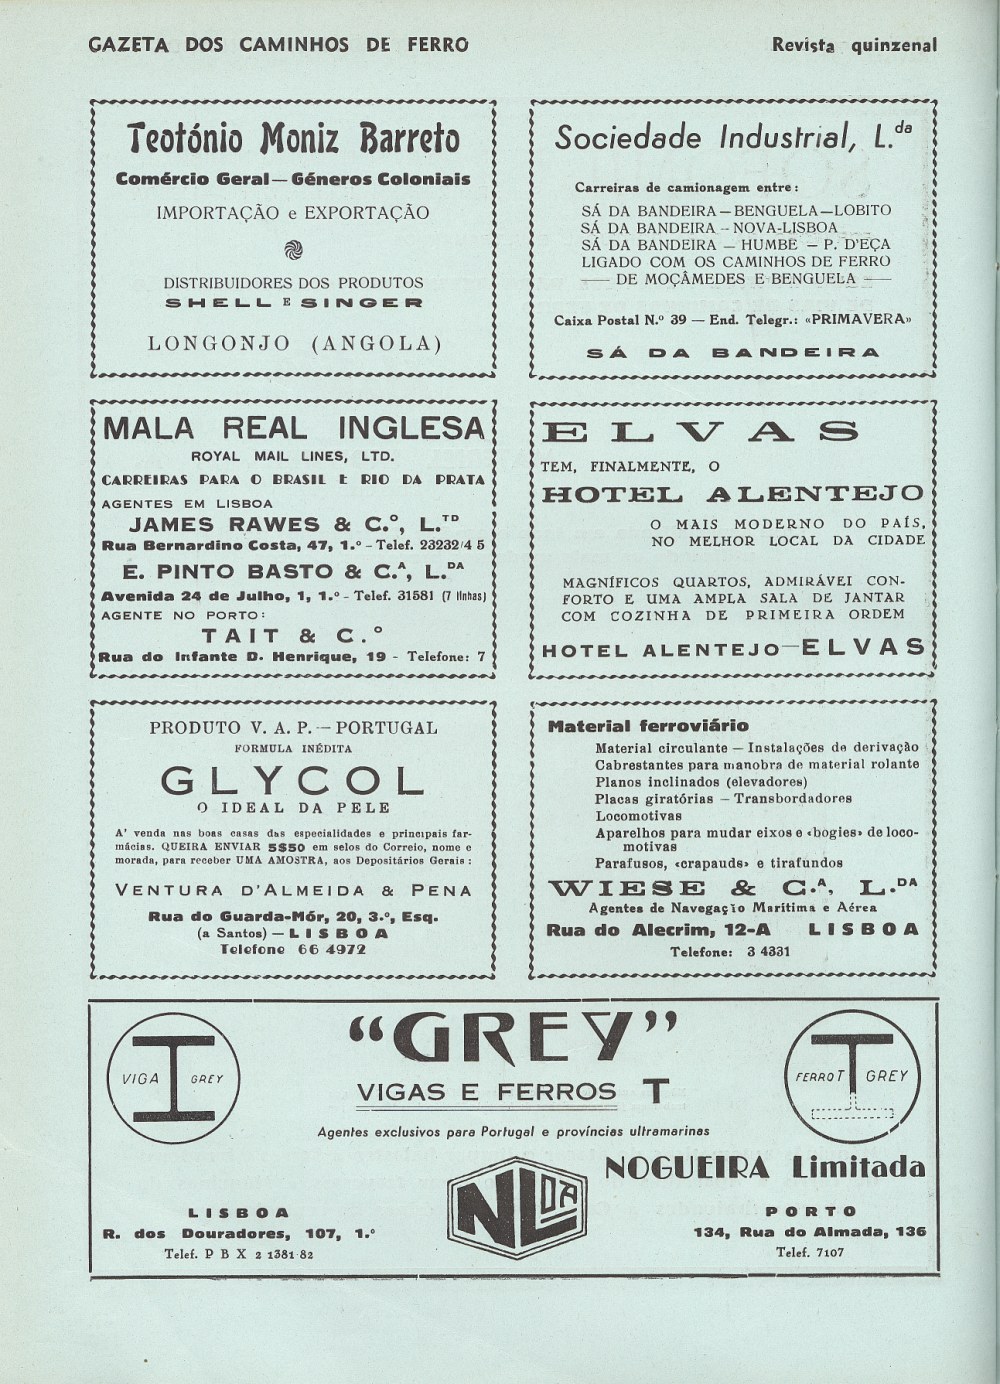 GAZETA DOS CAMINHOS DE FERRO
Revista quinzenal
Teotónio Moniz Barreto
Comércio Geral — Géneros Coloniais
IMPORTAÇÃO e EXPORTAÇÃO
DISTRIBUIDORES DOS PRODUTOS
SHELL E SINGER
LONGONJO (ANGOLA)
Sociedade Industrial, L.da
Carreiras de camionagem entre:
SÁ DA BANDEIRA — BENGUELA — LOBITO
SÁ DA BANDEIRA - NOVA-LISBOA
SÁ DA BANDEIRA — HUMBE — P. D'EÇA
LIGADO COM OS CAMINHOS DE FERRO
— DE MOÇÂMEDES E BENGUELA —
Caixa Postal N.º 39 — End. Telegr.: «PRIMAVERA»
SÁ DA BANDEIRA
MALA REAL INGLESA
ROYAL MAIL LINES, LTD.
CARREIRAS PARA O BRASIL E RIO DA PRATA
AGENTES EM LISBOA
JAMES RAWES & C.º, L.TD
Rua Bernardino Costa, 47, 1.º - Telef. 23232/4 5
E. PINTO BASTO & C.A, L.DA
Avenida 24 de Julho, 1, 1.º - Telef. 31581 (7 linhas)
AGENTE NO PORTO:
TAIT & C.º
Rua do Infante D. Henrique, 19 - Telefone: 7
ELVAS
TEM, FINALMENTE, O
HOTEL ALENTEJO
O MAIS MODERNO DO PAÍS,
NO MELHOR LOCAL DA CIDADE
MAGNÍFICOS QUARTOS, ADMIRÁVEI CON-
FORTO E UMA AMPLA SALA DE JANTAR
COM COZINHA DE PRIMEIRA ORDEM
HOTEL ALENTEJO — ELVAS
PRODUTO V. A. P. — PORTUGAL
FORMULA INÉDITA
GLYCOL
O IDEAL DA PELE
A' venda nas boas casas das especialidades e principais far-
mácias. QUEIRA ENVIAR 5$50 em selos do Correio, nome e
morada, para receber UMA AMOSTRA, aos Depositários Gerais:
VENTURA D'ALMEIDA & PENA
Rua do Guarda-Mór, 20, 3.º, Esq.
(a Santos) — LISBOA
Telefone 66 4972
Material ferroviário
Material circulante — Instalações de derivação
Cabrestantes para manobra de material rolante
Planos inclinados (elevadores)
Placas giratórias — Transbordadores
Locomotivas
Aparelhos para mudar eixos e «bogies» de loco-
motivas
Parafusos, «crapauds» e tirafundos
WIESE & C.A, L.DA
Agentes de Navegação Marítima e Aérea
Rua do Alecrim, 12-A LISBOA
Telefone: 3 4331
VIGA GREY
"GREY"
VIGAS E FERROS T
FERRO T GREY
Agentes exclusivos para Portugal e províncias ultramarinas
NOGUEIRA Limitada
NLDA
LISBOA
R. dos Douradores, 107, 1.º
Telef. P B X 2 1381-82
PORTO
134, Rua do Almada, 136
Telef. 7107